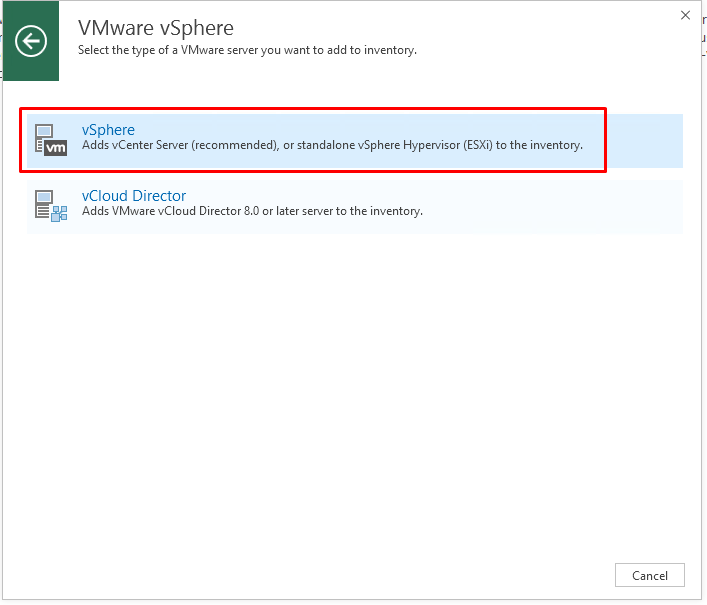 VMware vSphere
Select the type of a VMware server you want to add to inventory.
vm
vSphere
Adds vCenter Server (recommended), or standalone vSphere Hypervisor (ESXi) to the inventory.
vCloud Director
Adds VMware vCloud Director 8.0 or later server to the inventory.
Cancel